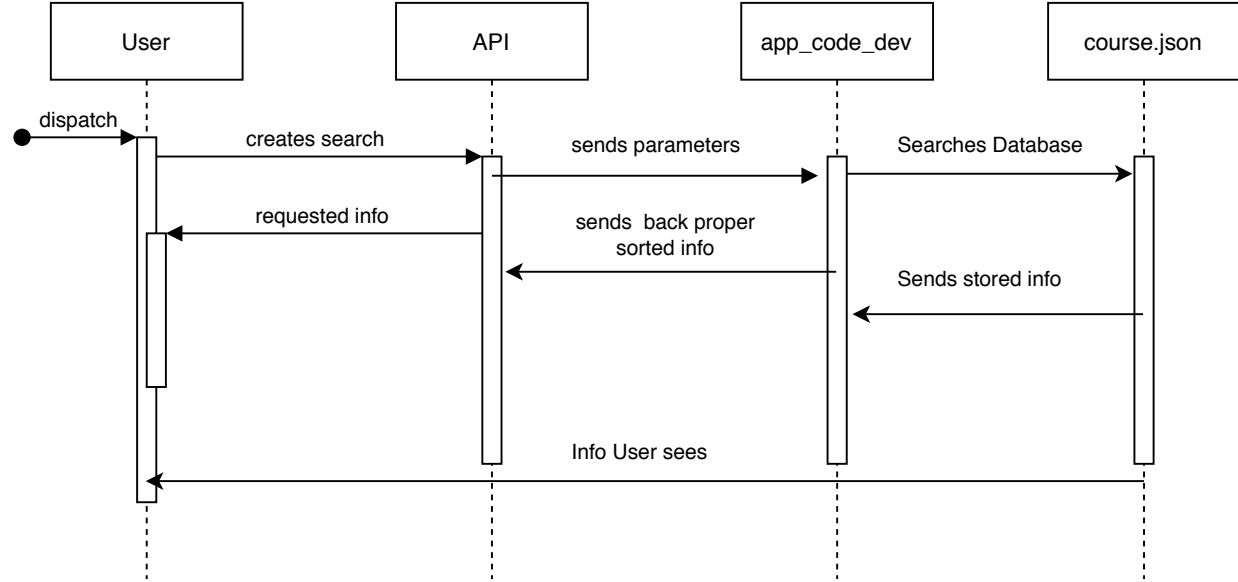 User
API
app_code_dev
course.json
dispatch
creates search
sends parameters
Searches Database
requested info
sends  back proper
sorted info
Sends stored info
Info User sees